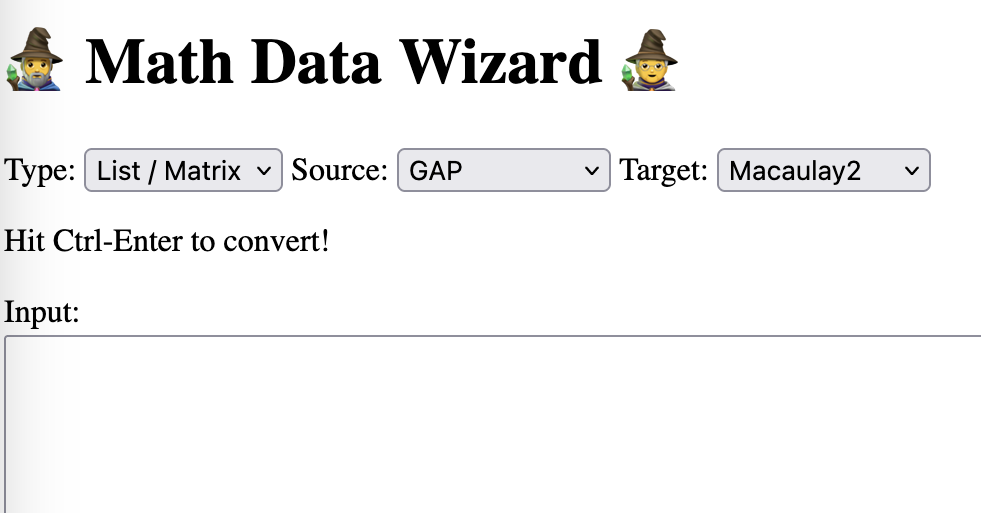 🧙‍♂️ Math Data Wizard 🧙
Type: List / Matrix Source: GAP Target: Macaulay2
Hit Ctrl-Enter to convert!
Input: